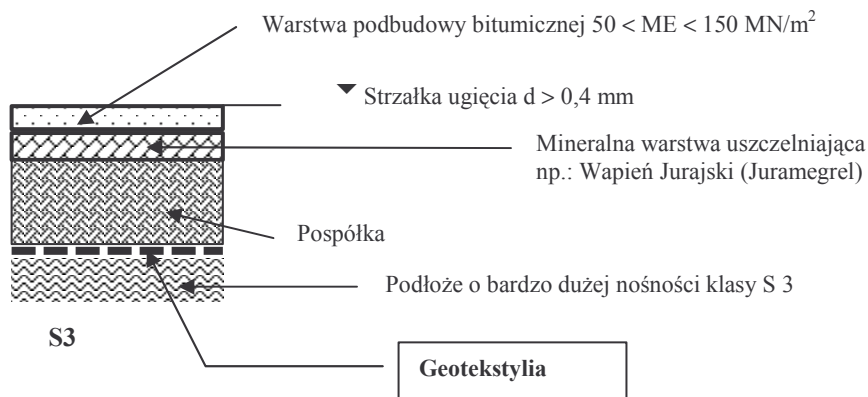 Warstwa podbudowy bitumicznej 50 < ME < 150 MN/m²
Strzałka ugięcia d > 0,4 mm
Mineralna warstwa uszczelniająca
np.: Wapień Jurajski (Juramegrel)
Pospółka
Podłoże o bardzo dużej nośności klasy S 3
S3
Geotekstylia